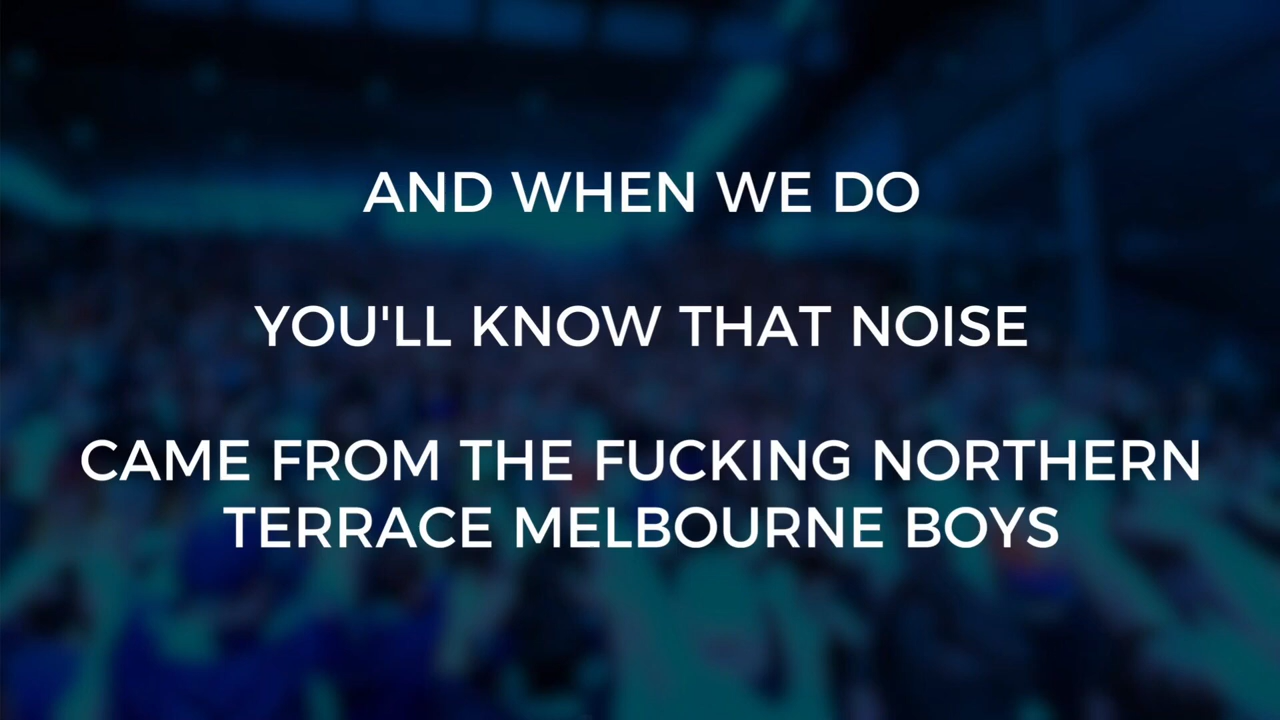 AND WHEN WE DO
YOU'LL KNOW THAT NOISE
CAME FROM THE FUCKING NORTHERN
TERRACE MELBOURNE BOYS